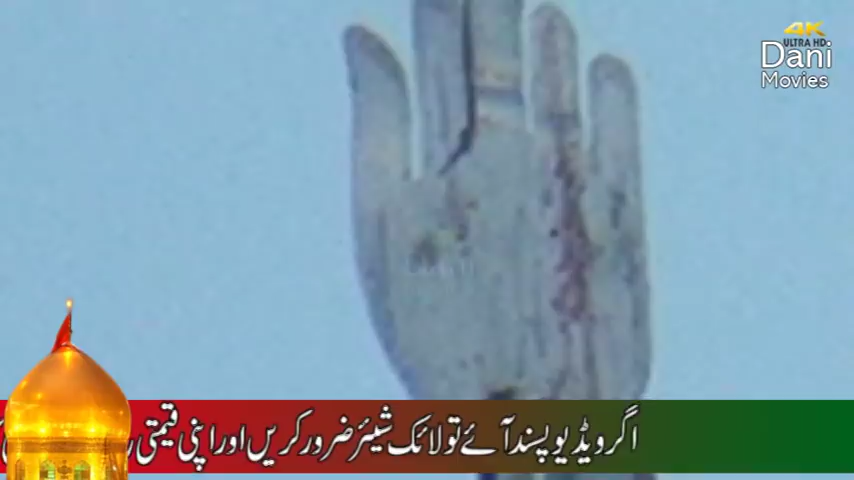 4K
ULTRA HD
Dani
Movies
اگر ویڈیو پسند آئے تو لائک شیئر ضرور کریں اور اپنی قیمتی